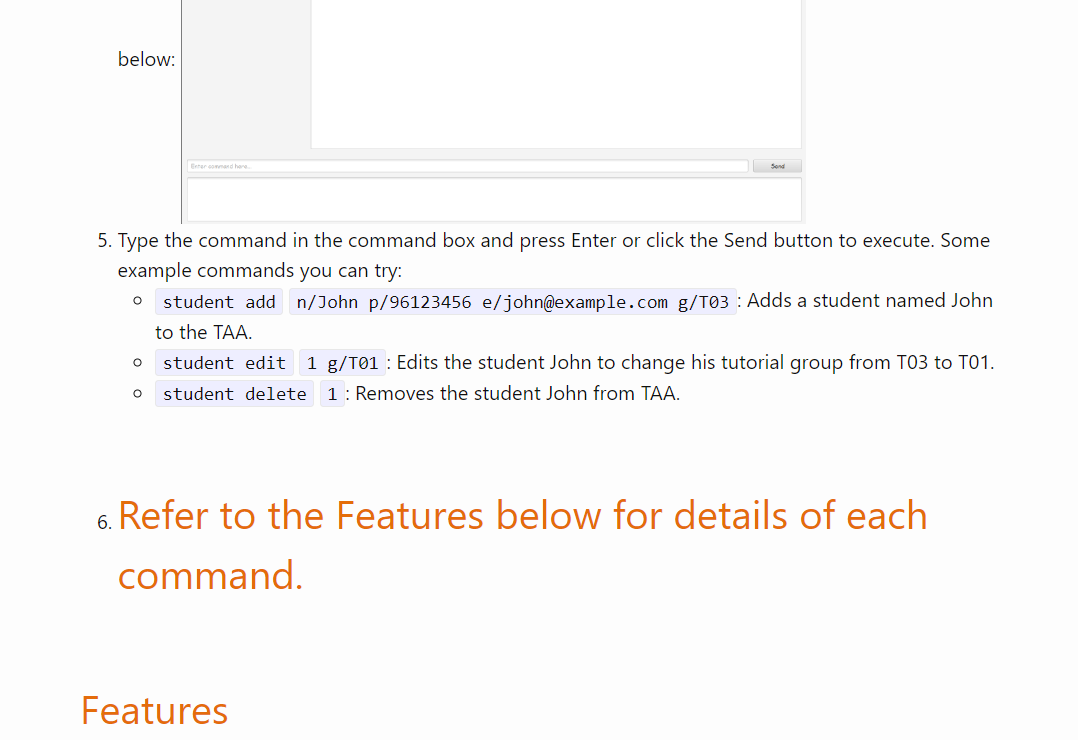 below:
Enter command here...
Send
5. Type the command in the command box and press Enter or click the Send button to execute. Some
example commands you can try:
○ student add n/John p/96123456 e/john@example.com g/T03: Adds a student named John
to the TAA.
○ student edit 1 g/T01: Edits the student John to change his tutorial group from T03 to T01.
○ student delete 1: Removes the student John from TAA.
6. Refer to the Features below for details of each
command.
Features